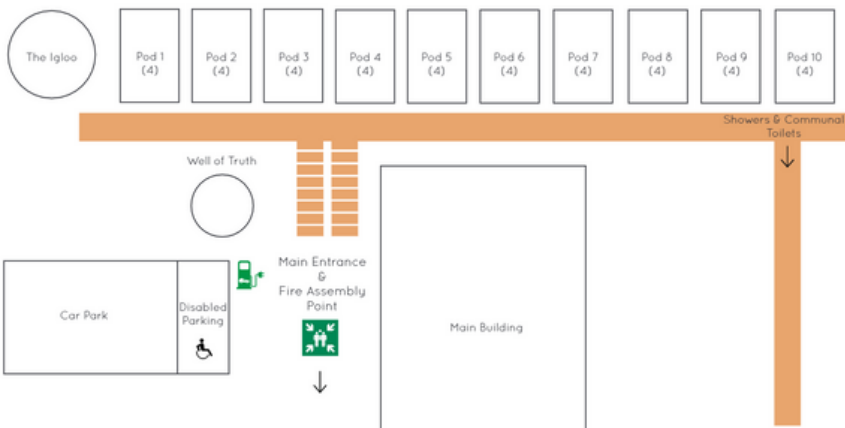 The Igloo
Pod 1
(4)
Pod 2
(4)
Pod 3
(4)
Pod 4
(4)
Pod 5
(4)
Pod 6
(4)
Pod 7
(4)
Pod 8
(4)
Pod 9
(4)
Pod 10
(4)
Showers & Communal
Toilets
Well of Truth
Main Entrance
&
Fire Assembly
Point
Car Park
Disabled
Parking
Main Building